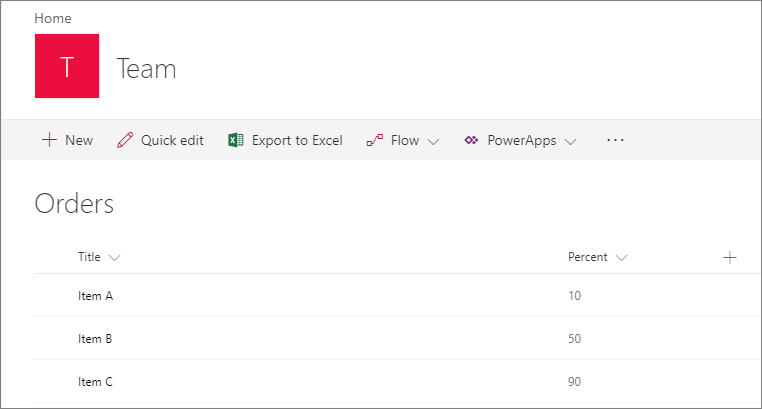 Home
T
Team
New Quick edit Export to Excel Flow PowerApps ...
Orders
Title Percent
Item A 10
Item B 50
Item C 90